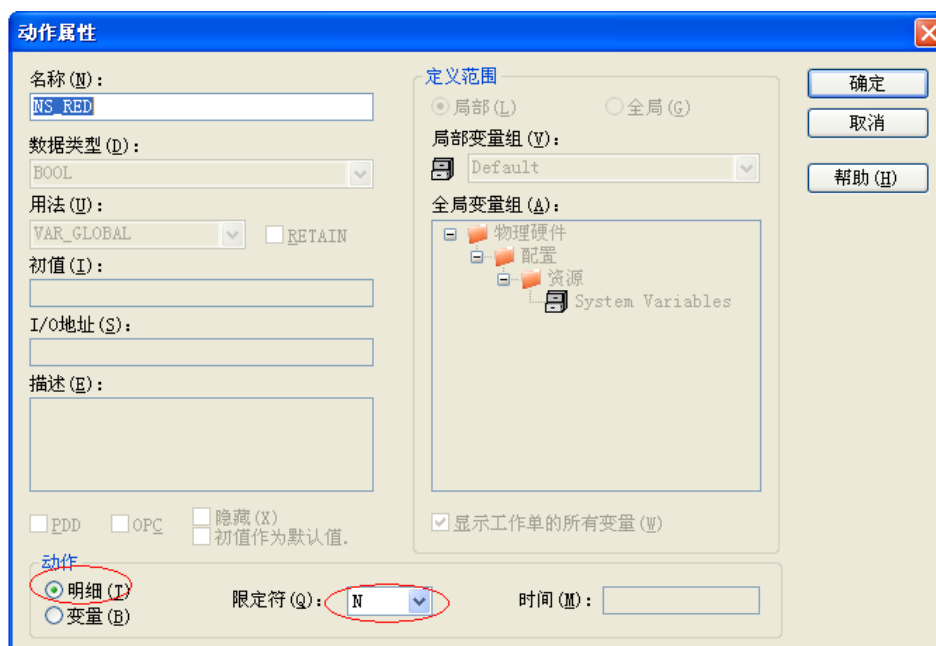 动作属性
名称(N):
NS_RED
数据类型(D):
BOOL
用法(U):
VAR_GLOBAL
RETAIN
初值(I):
I/O地址(S):
描述(E):
PDD
OPC
隐藏(X)
初值作为默认值.
定义范围
局部(L)
全局(G)
局部变量组(V):
Default
全局变量组(A):
物理硬件
配置
资源
System Variables
显示工作单的所有变量(W)
确定
取消
帮助(H)
动作
明细(T)
变量(B)
限定符(Q):
N
时间(M):